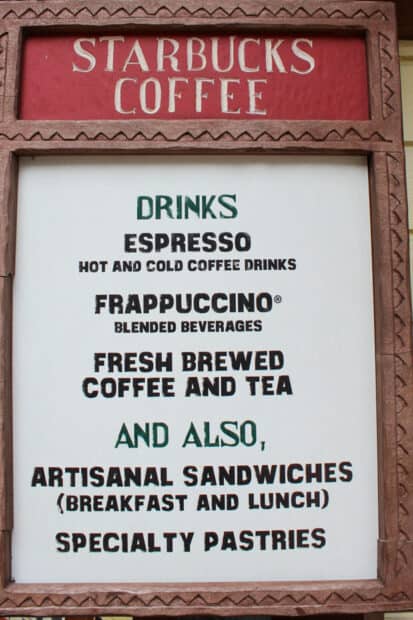 STARBUCKS
COFFEE
DRINKS
ESPRESSO
HOT AND COLD COFFEE DRINKS
FRAPPUCCINO®
BLENDED BEVERAGES
FRESH BREWED
COFFEE AND TEA
AND ALSO,
ARTISANAL SANDWICHES
(BREAKFAST AND LUNCH)
SPECIALTY PASTRIES